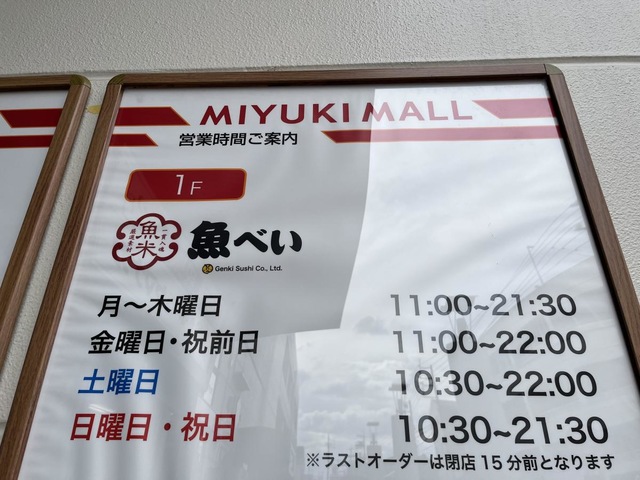 MIYUKI MALL
営業時間ご案内
1F
魚米
魚べい
Genki Sushi Co., Ltd.
月〜木曜日 11:00~21:30
金曜日・祝前日 11:00~22:00
土曜日 10:30~22:00
日曜日・祝日 10:30~21:30
※ラストオーダーは閉店15分前となります